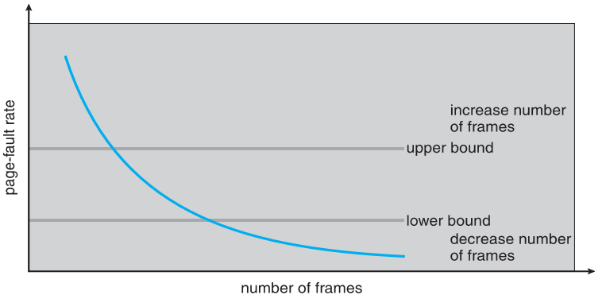 increase number
of frames
upper bound
page-fault rate
lower bound
decrease number
of frames
number of frames